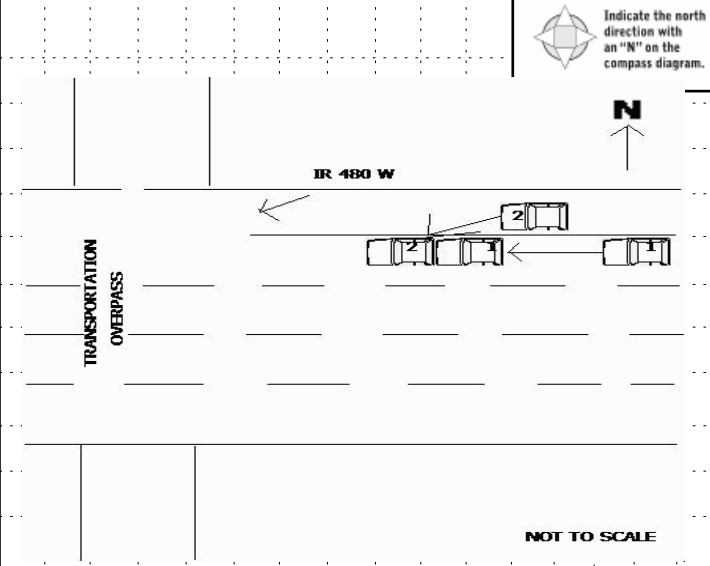 Indicate the north
direction with
an "N" on the
compass diagram.
N
IR 480 W
2
2
1
1
TRANSPORTATION
OVERPASS
NOT TO SCALE